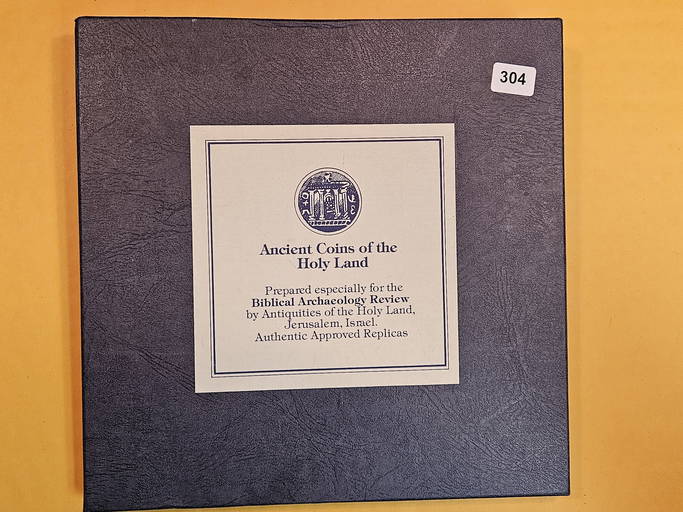 304
Ancient Coins of the
Holy Land
Prepared especially for the
Biblical Archaeology Review
by Antiquities of the Holy Land,
Jerusalem, Israel.
Authentic Approved Replicas